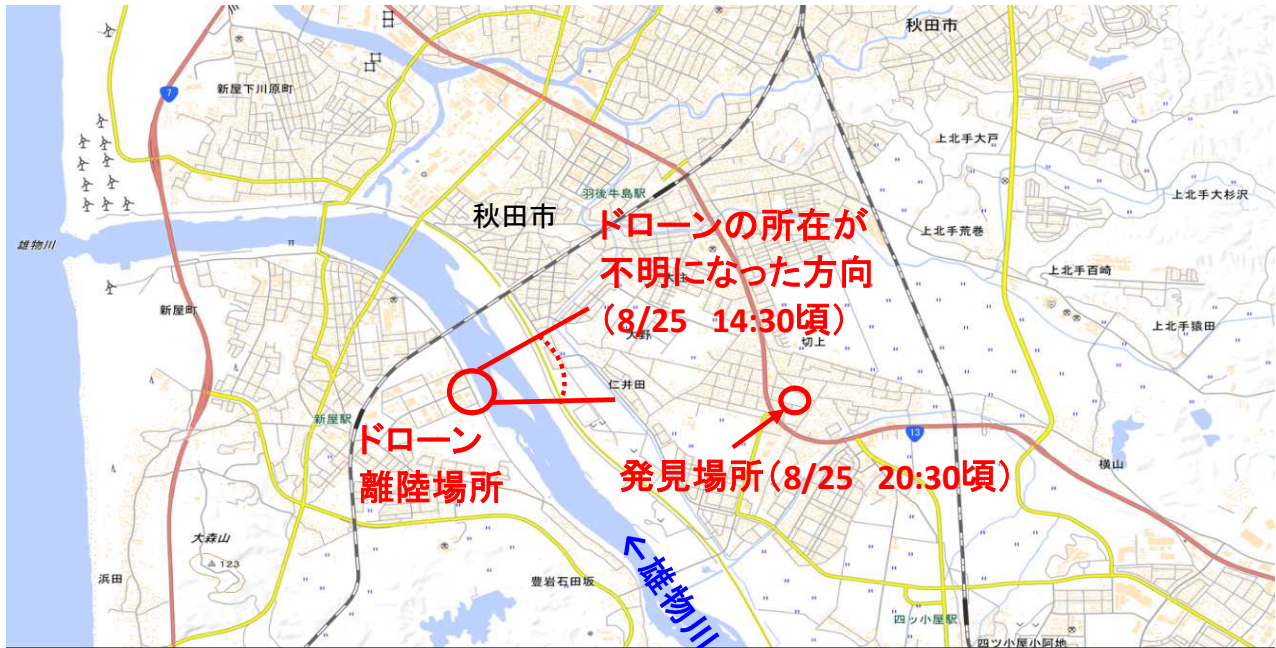 秋田市
7
新屋下川原町
上北手大戸
上北手大杉沢
羽後牛島駅
秋田市
ドローンの所在が
不明になった方向
(8/25 14:30頃)
上北手荒巻
雄物川
上北手百崎
新屋町
上北手猿田
大野
切上
仁井田
新屋駅
ドローン
離陸場所
13
発見場所(8/25 20:30頃)
横山
大森山
123
浜田
豊岩石田坂
←雄物川
四ツ小屋駅
四ツ小屋小阿地